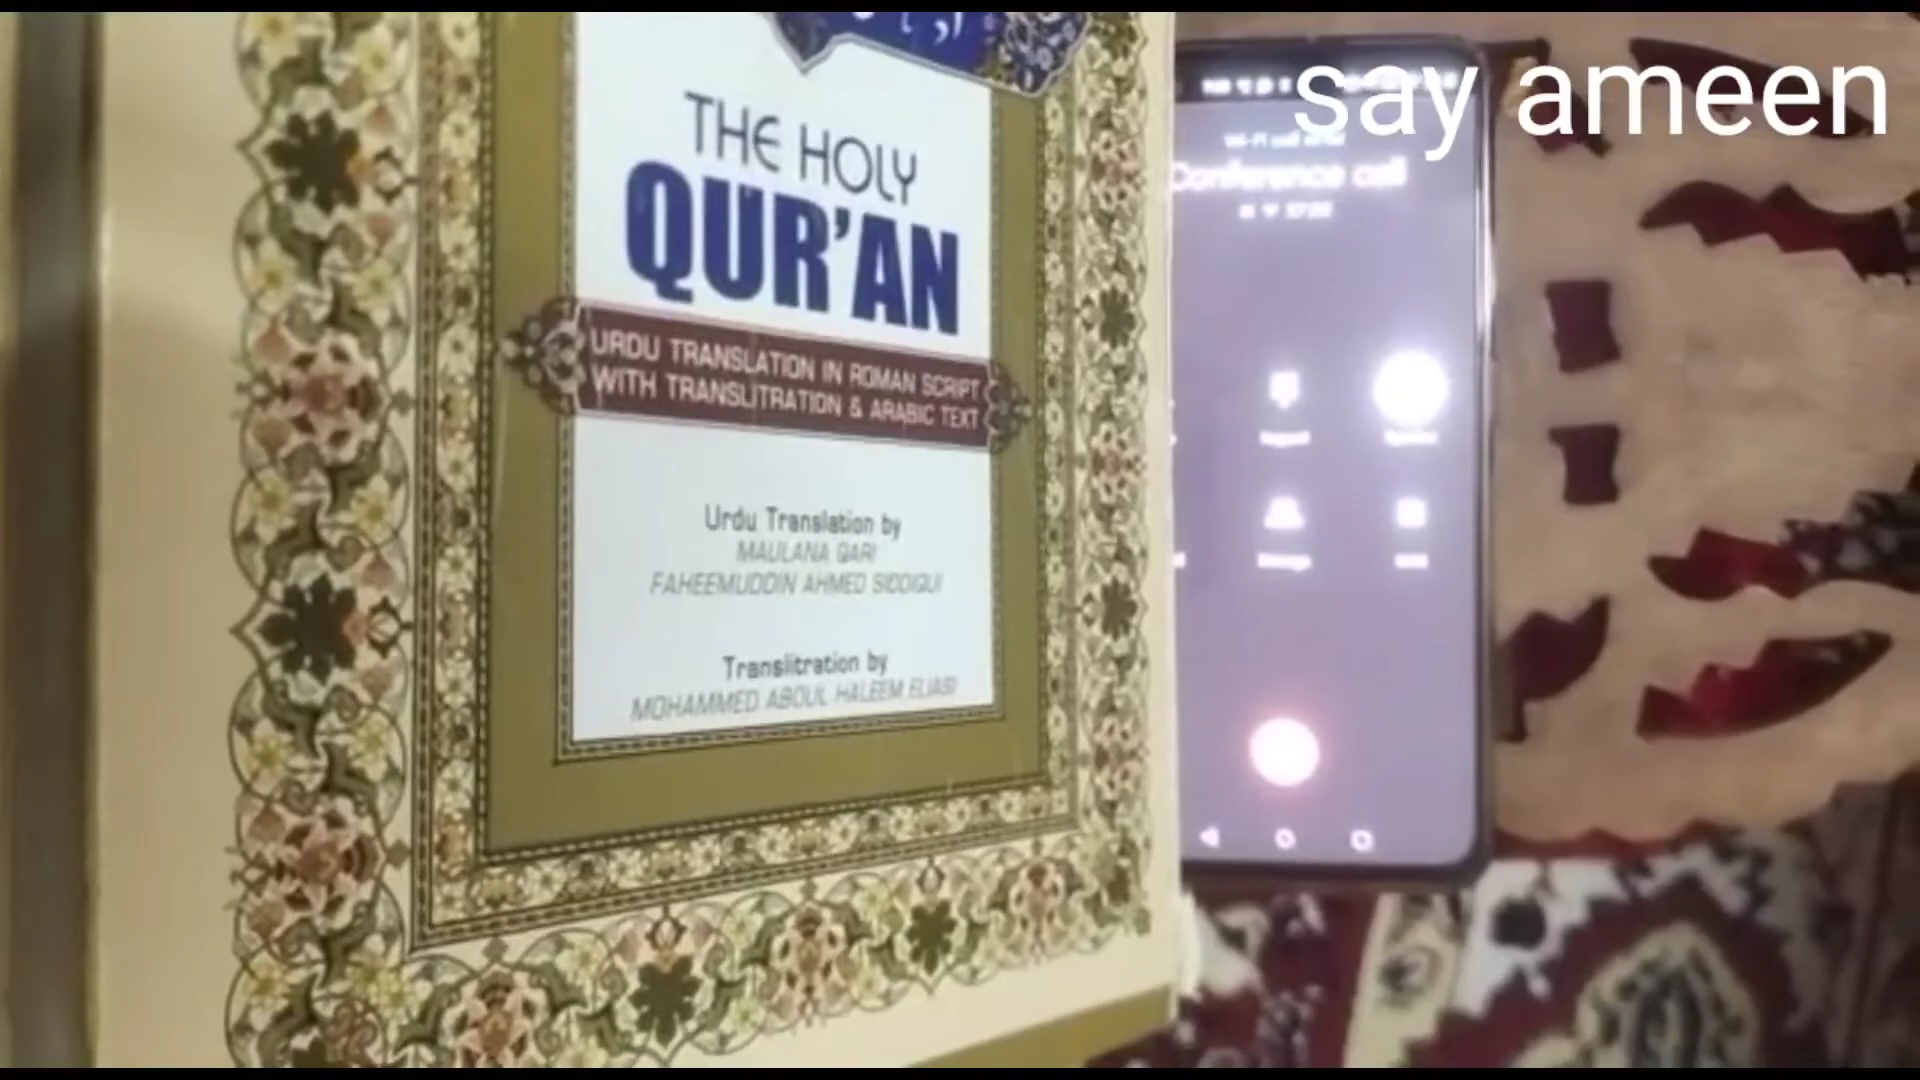 say ameen
THE HOLY
QUR'AN
URDU TRANSLATION IN ROMAN SCRIPT
WITH TRANSLITRATION & ARABIC TEXT
Urdu Translation by
MAULANA QARI
FAHEEMUDDIN AHMED SIDDIQUI
Translitration by
MOHAMMED ABDUL HALEEM ELIASI
Conference call